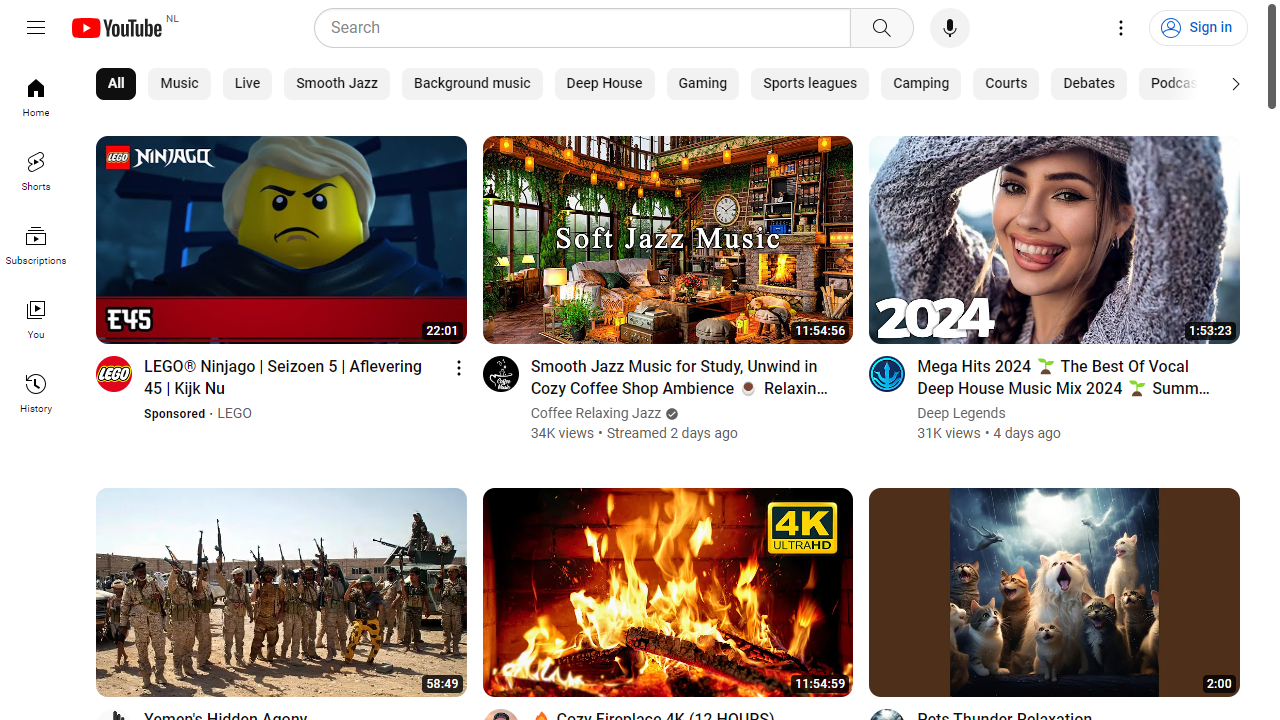 YouTube NL
Search
Sign in
Home
Shorts
Subscriptions
You
History
All
Music
Live
Smooth Jazz
Background music
Deep House
Gaming
Sports leagues
Camping
Courts
Debates
Podcas
LEGO NINJAGO
E45
22:01
LEGO® Ninjago | Seizoen 5 | Aflevering
45 | Kijk Nu
Sponsored · LEGO
Soft Jazz Music
11:54:56
Smooth Jazz Music for Study, Unwind in
Cozy Coffee Shop Ambience ☕ Relaxin...
Coffee Relaxing Jazz
34K views • Streamed 2 days ago
2024
1:53:23
Mega Hits 2024 🌱 The Best Of Vocal
Deep House Music Mix 2024 🌱 Summ...
Deep Legends
31K views • 4 days ago
58:49
Yemen's Hidden Agony
4K
ULTRA HD
11:54:59
🔥 Cozy Fireplace 4K (12 HOURS)
2:00
Pets Thunder Relaxation